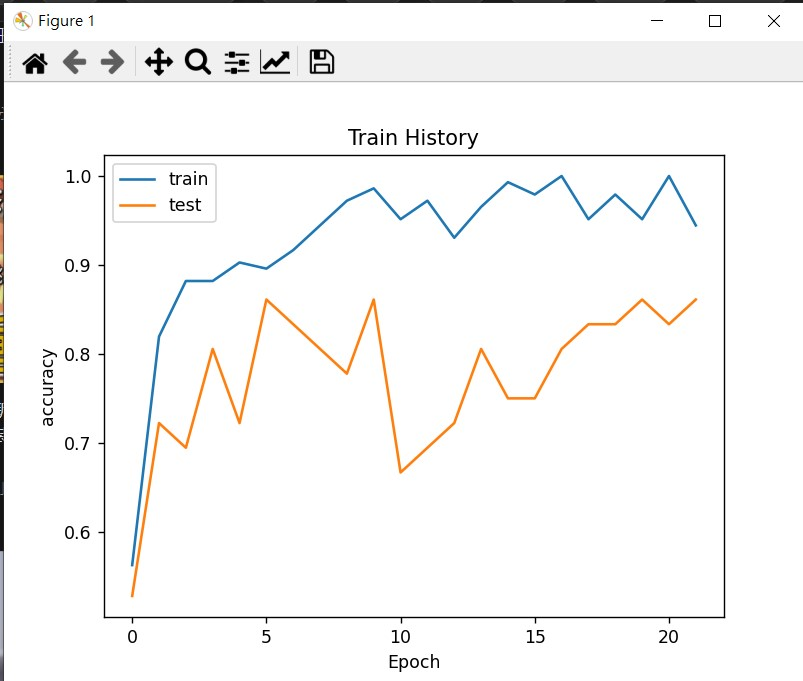 Figure 1
Train History
train
test
1.0
0.9
0.8
0.7
0.6
accuracy
0 5 10 15 20
Epoch